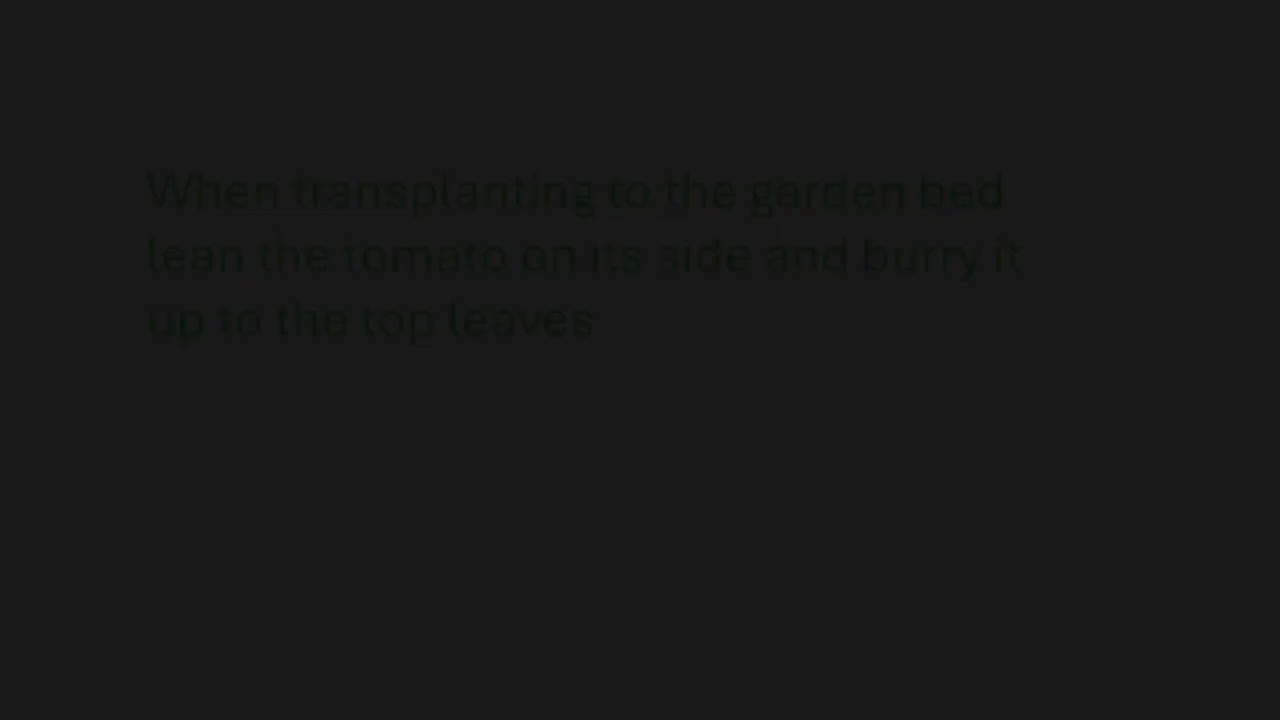 When transplanting to the garden bed
lean the tomato on its side and burry it
up to the top leaves